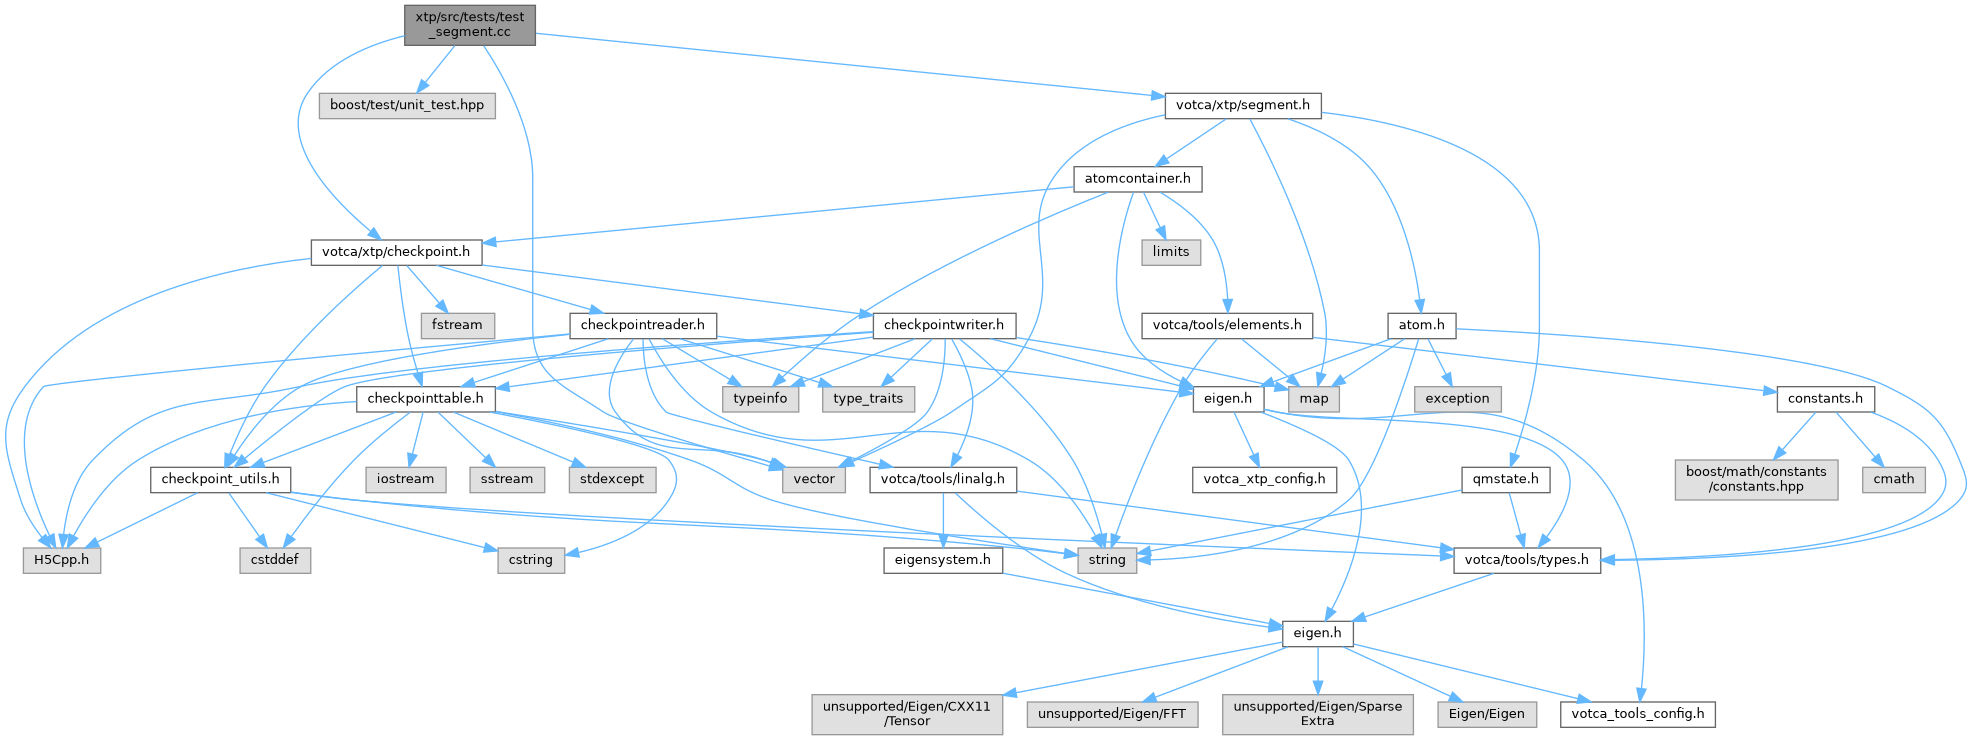 xtp/src/tests/test
_segment.cc
boost/test/unit_test.hpp
votca/xtp/segment.h
atomcontainer.h
votca/xtp/checkpoint.h
limits
fstream
checkpointreader.h
checkpointwriter.h
votca/tools/elements.h
atom.h
checkpointtable.h
typeinfo
type_traits
eigen.h
map
exception
constants.h
checkpoint_utils.h
iostream
sstream
stdexcept
vector
votca/tools/linalg.h
votca_xtp_config.h
qmstate.h
boost/math/constants
/constants.hpp
cmath
H5Cpp.h
cstddef
cstring
eigensystem.h
string
votca/tools/types.h
eigen.h
unsupported/Eigen/CXX11
/Tensor
unsupported/Eigen/FFT
unsupported/Eigen/Sparse
Extra
Eigen/Eigen
votca_tools_config.h